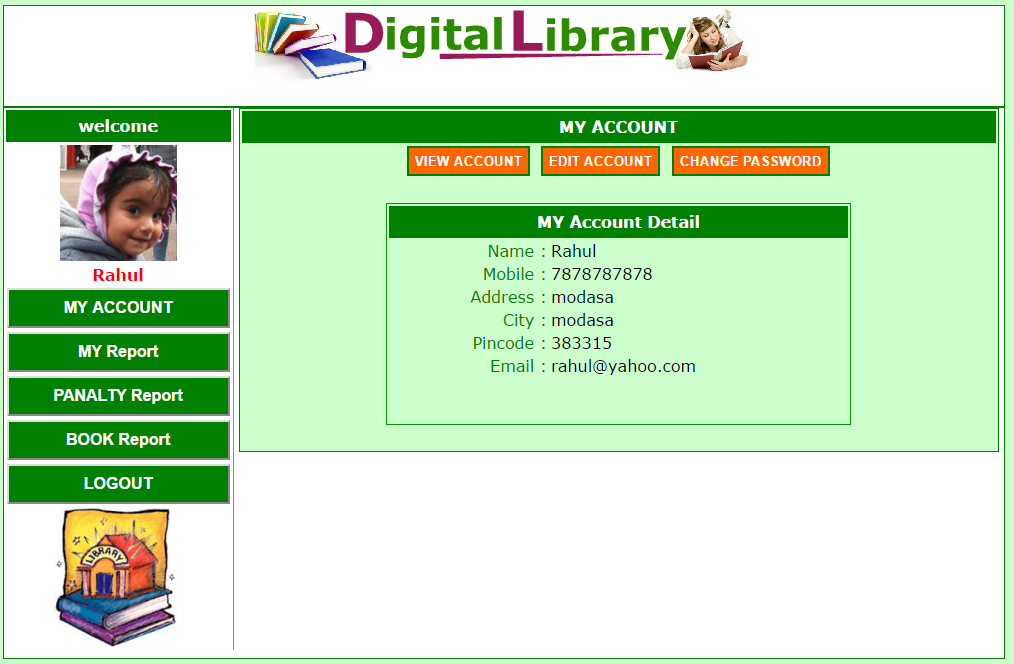 Digital Library
welcome
Rahul
MY ACCOUNT
MY Report
PANALTY Report
BOOK Report
LOGOUT
LIBRARY
MY ACCOUNT
VIEW ACCOUNT EDIT ACCOUNT CHANGE PASSWORD
MY Account Detail
Name : Rahul
Mobile : 7878787878
Address : modasa
City : modasa
Pincode : 383315
Email : rahul@yahoo.com